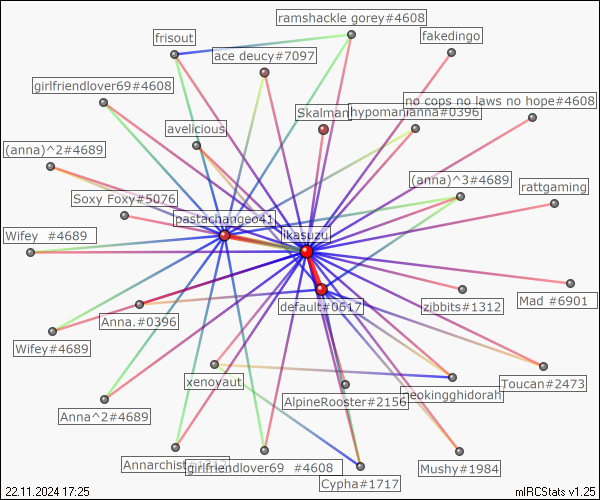 ramshackle gorey#4608
frisout
fakedingo
ace deucy#7097
girlfriendlover69#4608
no cops no laws no hope#4608
Skalman
hypomanianna#0396
avelicious
(anna)^2#4689
(anna)^3#4689
Soxy Foxy#5076
rattgaming
pastachangeo41
Wifey  #4689
ikasuzu
default#0617
zibbits#1312
Mad #6901
Anna.#0396
Wifey#4689
xenoyaut
Toucan#2473
neokingghidorah
AlpineRooster#2156
Anna^2#4689
Annarchist#
girlfriendlover69  #4608
Mushy#1984
Cypha#1717
22.11.2024 17:25
mIRCStats v1.25